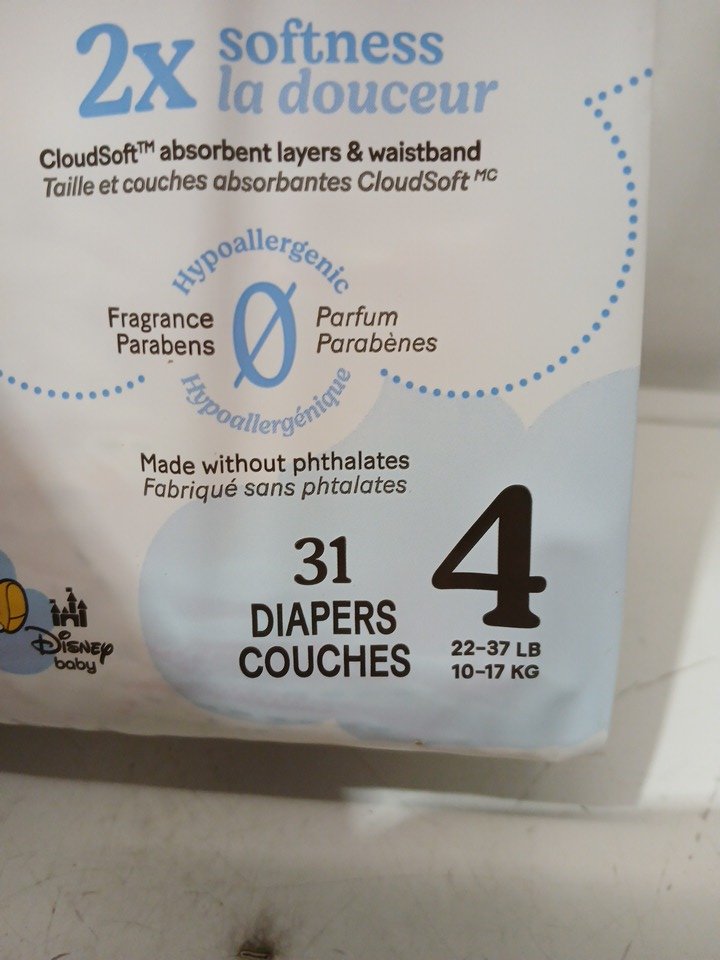 2x softness
la douceur
CloudSoft™ absorbent layers & waistband
Taille et couches absorbantes CloudSoft MC
Hypoallergenic
Fragrance
Parabens
Ø
Parfum
Parabènes
Hypoallergénique
Made without phthalates
Fabriqué sans phtalates
31
DIAPERS
COUCHES
4
22-37 LB
10-17 KG
Disney
baby